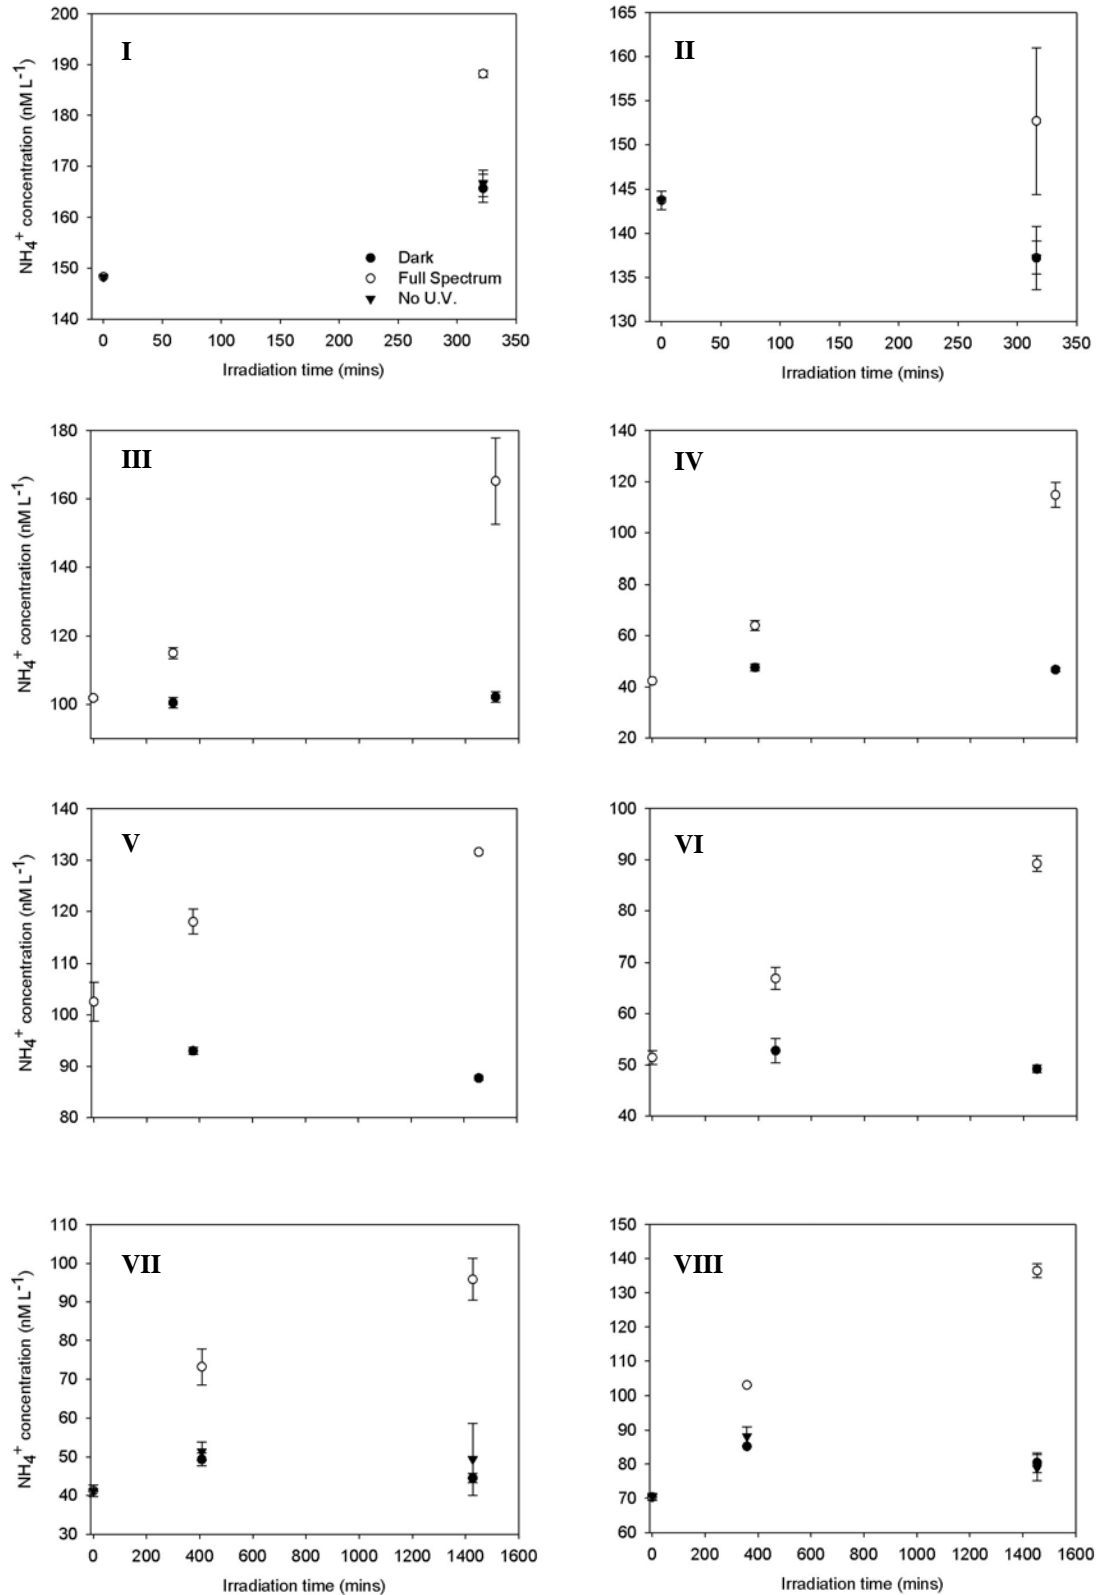 I
NH4+ concentration (nM L-1)
200
190
180
170
160
150
140
Dark
Full Spectrum
No U.V.
0 50 100 150 200 250 300 350
Irradiation time (mins)
II
165
160
155
150
145
140
135
130
0 50 100 150 200 250 300 350
Irradiation time (mins)
III
NH4+ concentration (nM L-1)
180
160
140
120
100
IV
140
120
100
80
60
40
20
V
NH4+ concentration (nM L-1)
140
130
120
110
100
90
80
VI
100
90
80
70
60
50
40
VII
NH4+ concentration (nM L-1)
110
100
90
80
70
60
50
40
30
0 200 400 600 800 1000 1200 1400 1600
Irradiation time (mins)
VIII
150
140
130
120
110
100
90
80
70
60
0 200 400 600 800 1000 1200 1400 1600
Irradiation time (mins)